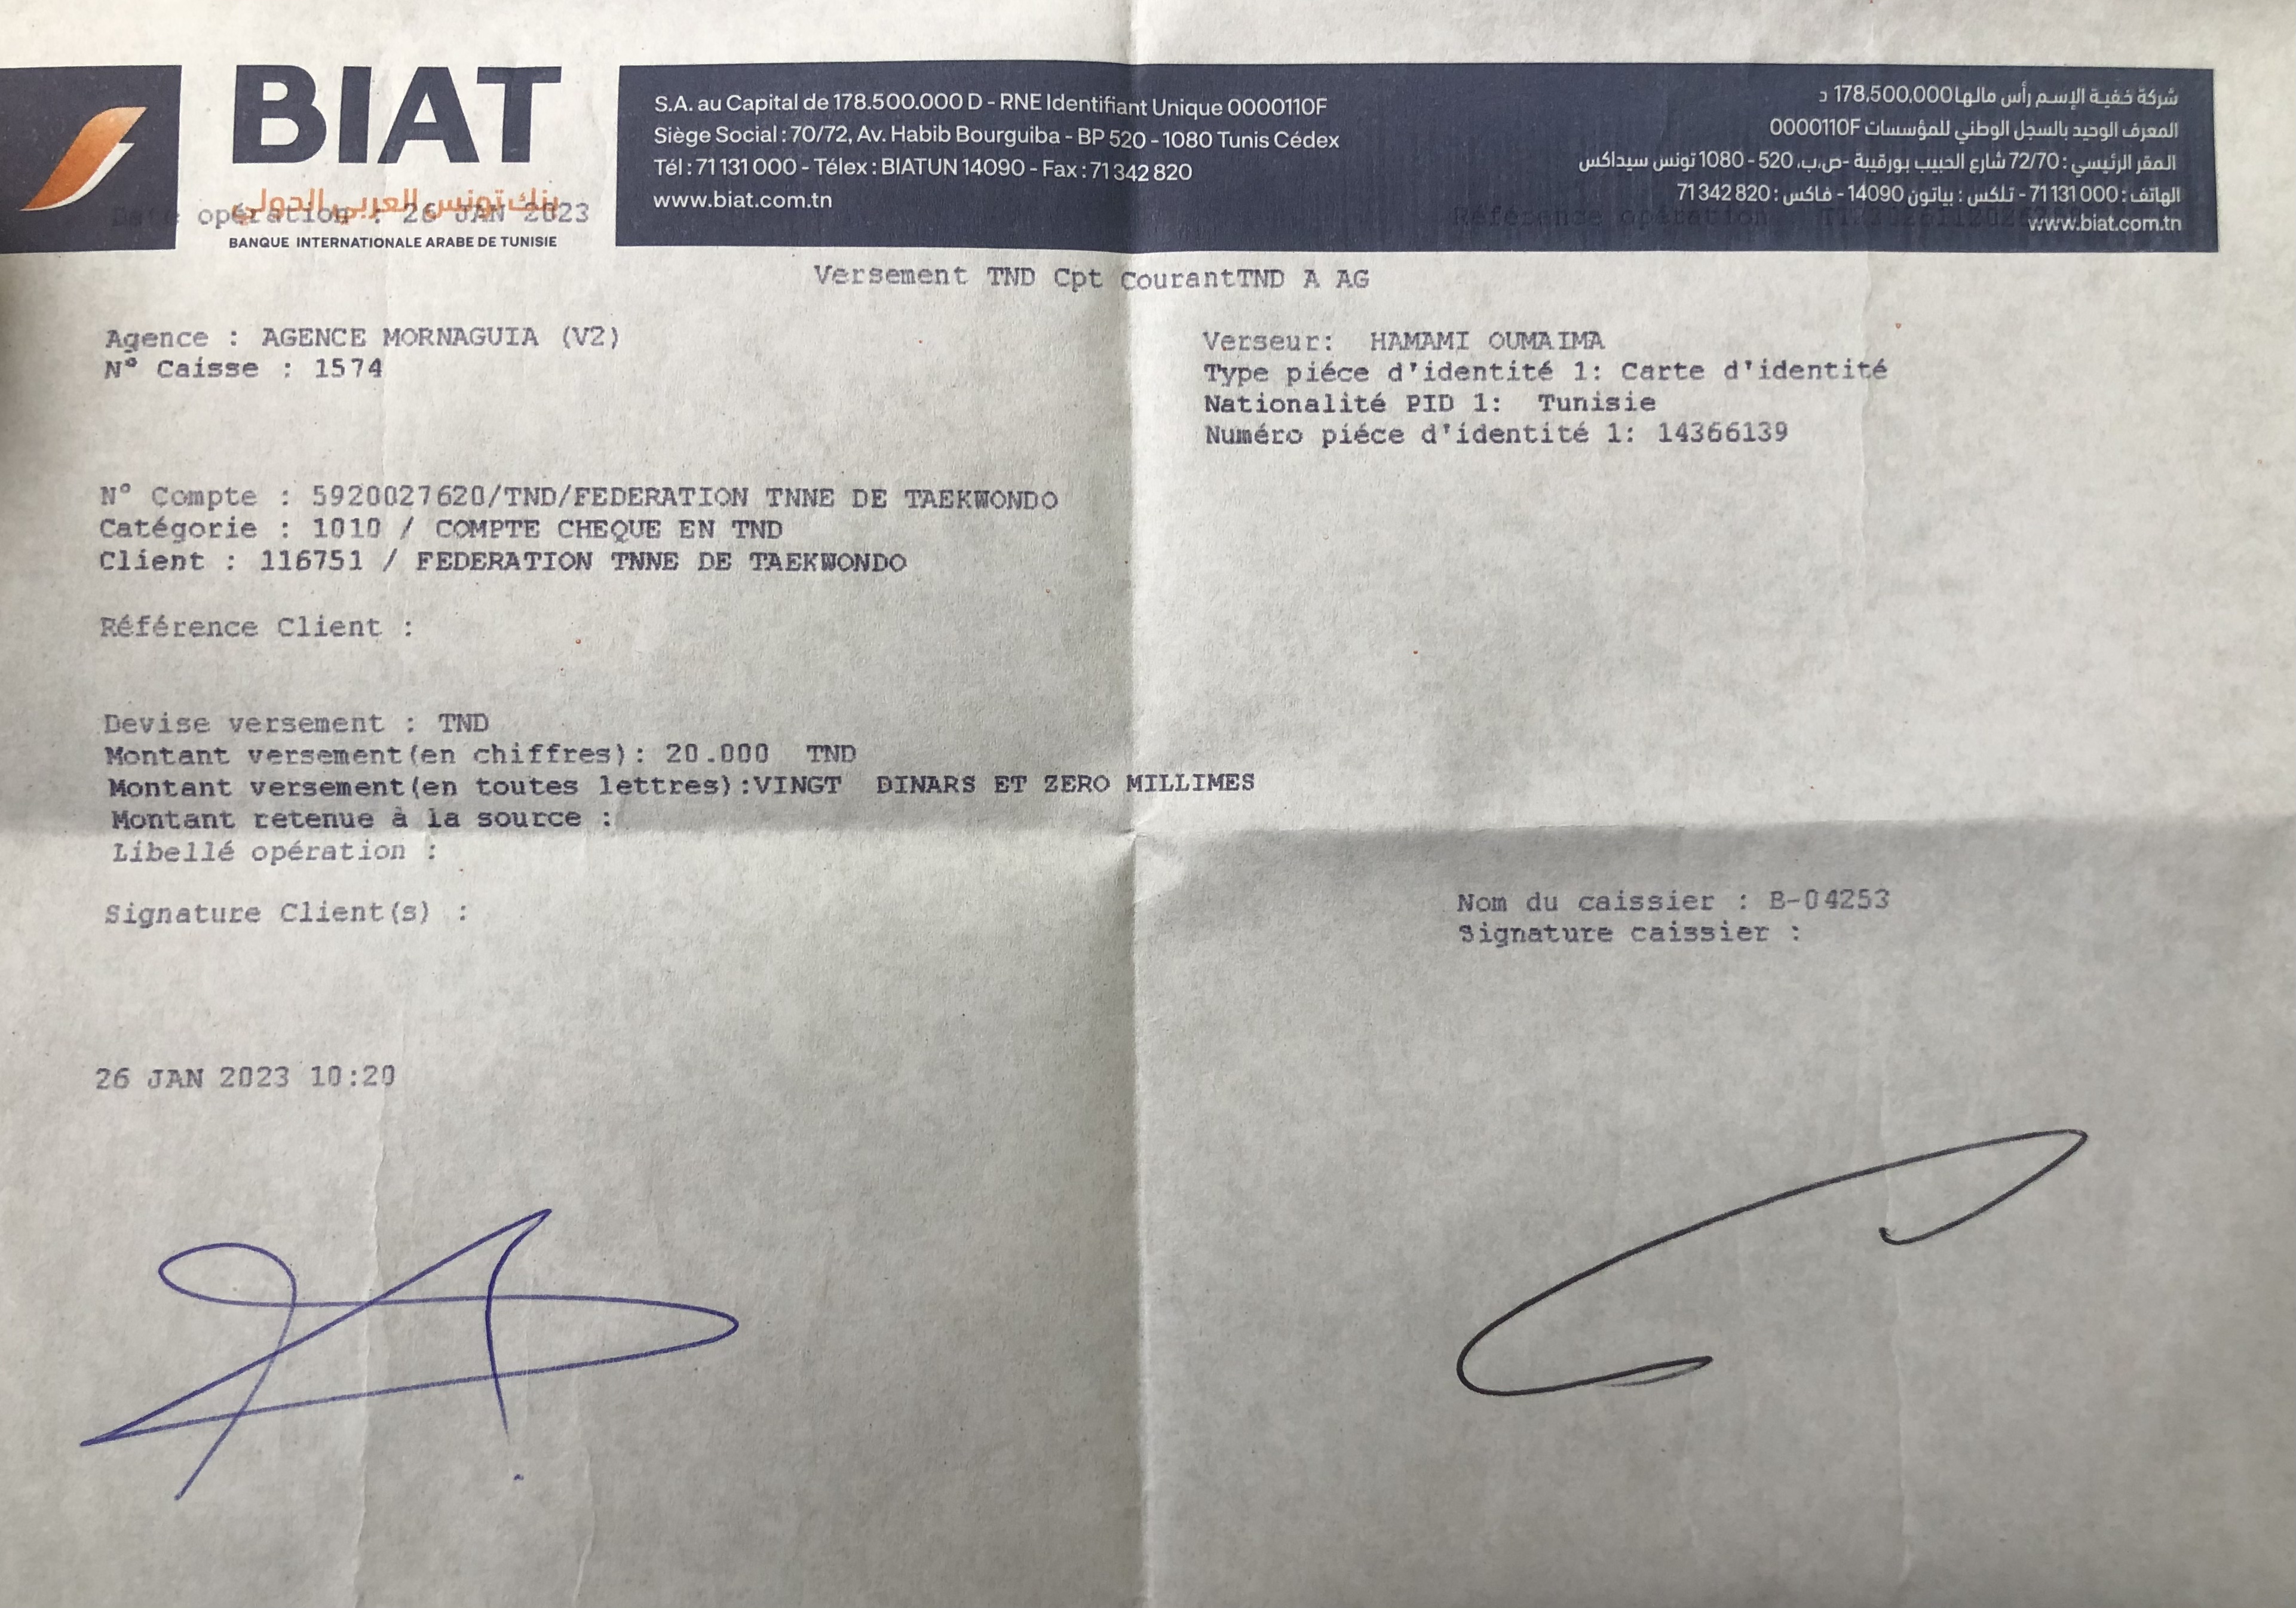 BIAT
بنك تونس العربي الدولي
BANQUE INTERNATIONALE ARABE DE TUNISIE
S.A. au Capital de 178.500.000 D - RNE Identifiant Unique 0000110F
Siège Social : 70/72, Av. Habib Bourguiba - BP 520 - 1080 Tunis Cédex
Tél : 71 131 000 - Télex : BIATUN 14090 - Fax : 71 342 820
www.biat.com.tn
شركة خفية الإسم رأس مالها 178,500,000 د
المعرف الوحيد بالسجل الوطني للمؤسسات 0000110F
المقر الرئيسي : 72/70 شارع الحبيب بورقيبة -ص.ب. 520 - 1080 تونس سيداكس
الهاتف : 71 131 000 - تلكس : بياتون 14090 - فاكس : 71 342 820
www.biat.com.tn
Date opération : 26 JAN 2023
Référence opération
Versement TND Cpt CourantTND A AG
Agence : AGENCE MORNAGUIA (V2)
N° Caisse : 1574
Verseur: HAMAMI OUMAIMA
Type piéce d'identité 1: Carte d'identité
Nationalité PID 1: Tunisie
Numéro piéce d'identité 1: 14366139
N° Compte : 5920027620/TND/FEDERATION TNNE DE TAEKWONDO
Catégorie : 1010 / COMPTE CHEQUE EN TND
Client : 116751 / FEDERATION TNNE DE TAEKWONDO
Référence Client :
Devise versement : TND
Montant versement(en chiffres): 20.000 TND
Montant versement(en toutes lettres):VINGT DINARS ET ZERO MILLIMES
Montant retenue à la source :
Libellé opération :
Signature Client(s) :
Nom du caissier : B-04253
Signature caissier :
26 JAN 2023 10:20